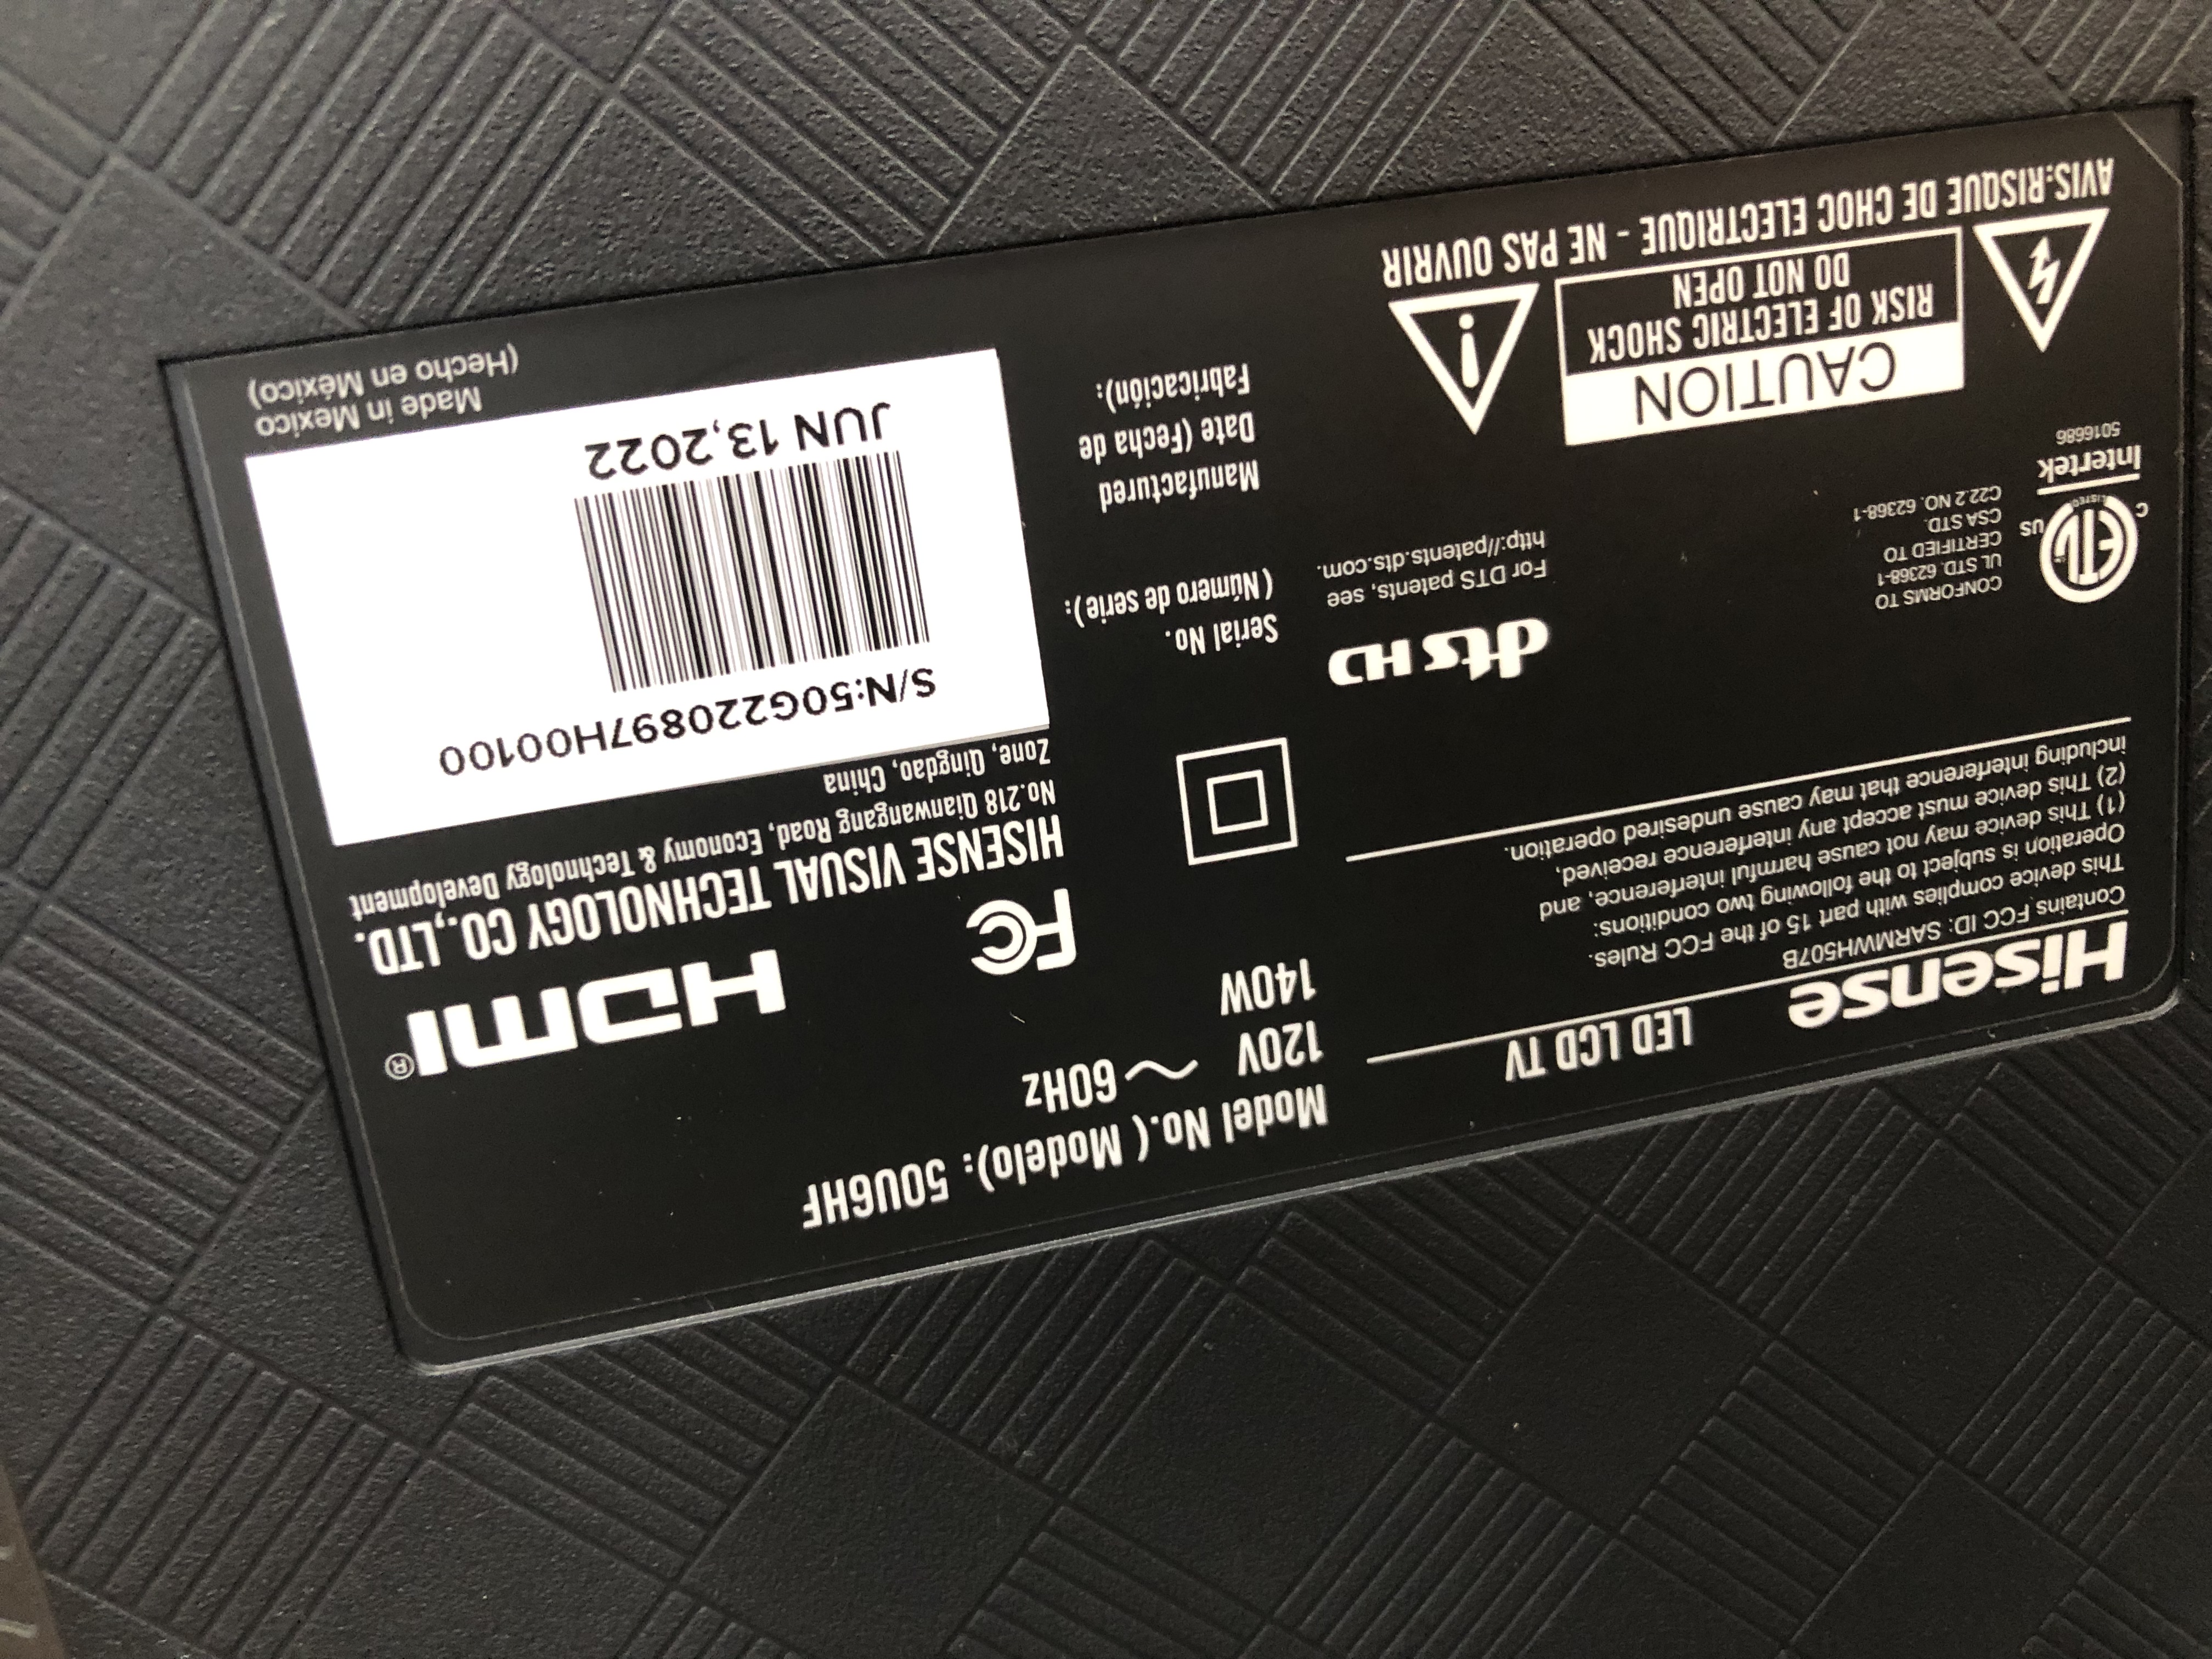 Hisense
LED LCD TV
Contains FCC ID: SARMWH507B
This device complies with part 15 of the FCC Rules.
Operation is subject to the following two conditions:
(1) This device may not cause harmful interference, and
(2) This device must accept any interference received,
including interference that may cause undesired operation.
ETL
CM
LISTED
C
US
Intertek
5016686
CONFORMS TO
UL STD. 62368-1
CERTIFIED TO
CSA STD.
C22.2 NO. 62368-1
dts HD
For DTS patents, see
http://patents.dts.com.
CAUTION
RISK OF ELECTRIC SHOCK
DO NOT OPEN
AVIS:RISQUE DE CHOC ELECTRIQUE - NE PAS OUVRIR
Model No.( Modelo): 50U6HF
120V ~ 60Hz
140W
FC
HDMI®
HISENSE VISUAL TECHNOLOGY CO.,LTD.
No.218 Qianwangang Road, Economy & Technology Development
Zone, Qingdao, China
Serial No.
( Número de serie):
S/N:50G220897H00100
Manufactured
Date (Fecha de
Fabricación):
JUN 13,2022
Made in Mexico
(Hecho en México)